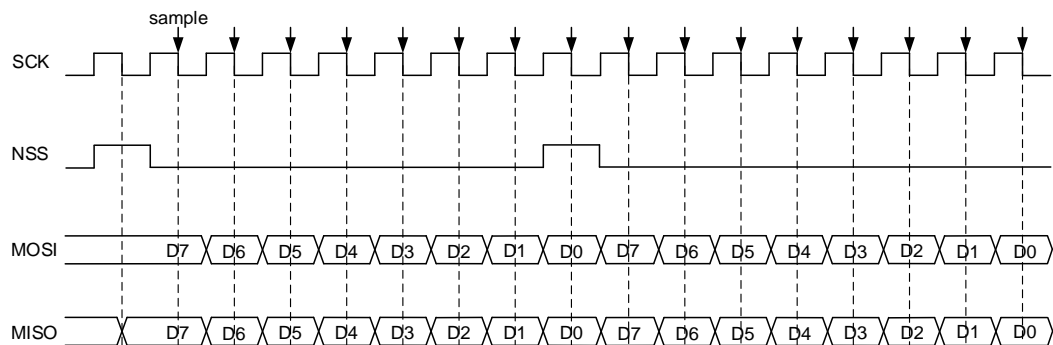 sample
SCK
NSS
MOSI D7 D6 D5 D4 D3 D2 D1 D0 D7 D6 D5 D4 D3 D2 D1 D0
MISO D7 D6 D5 D4 D3 D2 D1 D0 D7 D6 D5 D4 D3 D2 D1 D0